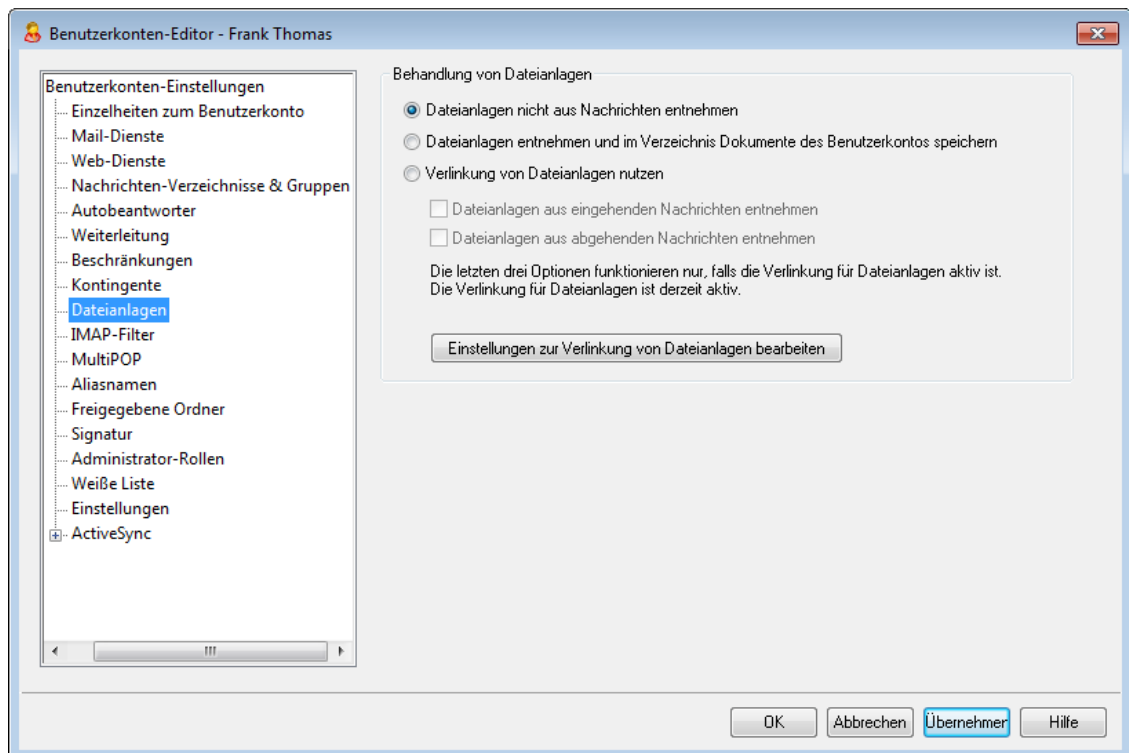 Benutzerkonten-Editor - Frank Thomas
Benutzerkonten-Einstellungen
Einzelheiten zum Benutzerkonto
Mail-Dienste
Web-Dienste
Nachrichten-Verzeichnisse & Gruppen
Autobeantworter
Weiterleitung
Beschränkungen
Kontingente
Dateianlagen
IMAP-Filter
MultiPOP
Aliasnamen
Freigegebene Ordner
Signatur
Administrator-Rollen
Weiße Liste
Einstellungen
ActiveSync
Behandlung von Dateianlagen
Dateianlagen nicht aus Nachrichten entnehmen
Dateianlagen entnehmen und im Verzeichnis Dokumente des Benutzerkontos speichern
Verlinkung von Dateianlagen nutzen
Dateianlagen aus eingehenden Nachrichten entnehmen
Dateianlagen aus abgehenden Nachrichten entnehmen
Die letzten drei Optionen funktionieren nur, falls die Verlinkung für Dateianlagen aktiv ist.
Die Verlinkung für Dateianlagen ist derzeit aktiv.
Einstellungen zur Verlinkung von Dateianlagen bearbeiten
OK
Abbrechen
Übernehmen
Hilfe